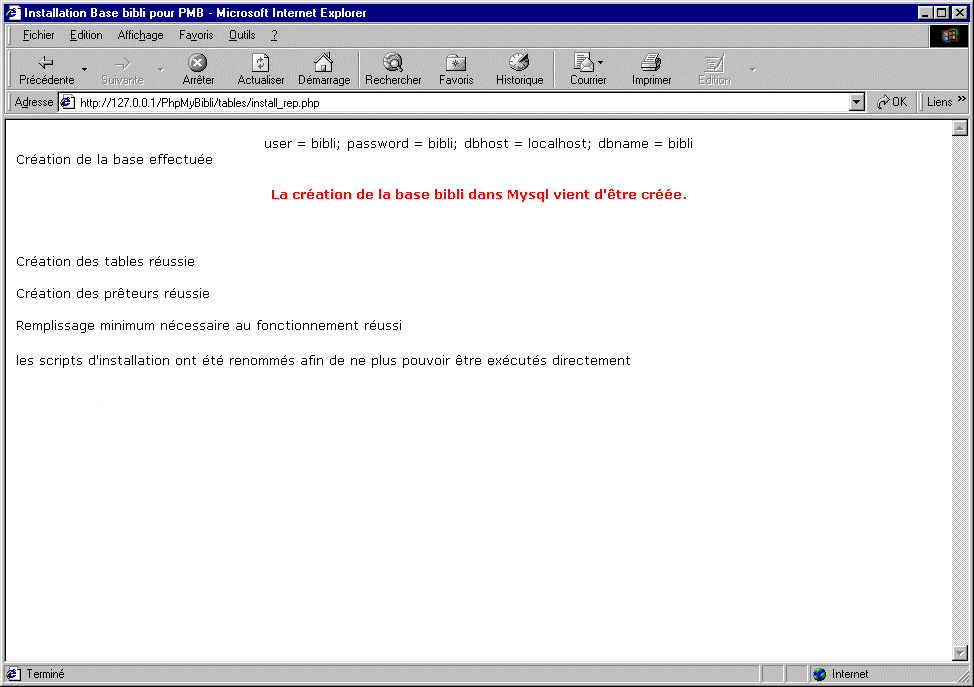 Installation Base bibli pour PMB - Microsoft Internet Explorer
Fichier Edition Affichage Favoris Outils ?
Précédente Suivante Arrêter Actualiser Démarrage Rechercher Favoris Historique Courrier Imprimer Edition
Adresse http://127.0.0.1/PhpMyBibli/tables/install_rep.php OK Liens »
user = bibli; password = bibli; dbhost = localhost; dbname = bibli
Création de la base effectuée
La création de la base bibli dans Mysql vient d'être créée.
Création des tables réussie
Création des prêteurs réussie
Remplissage minimum nécessaire au fonctionnement réussi
les scripts d'installation ont été renommés afin de ne plus pouvoir être exécutés directement
Terminé Internet